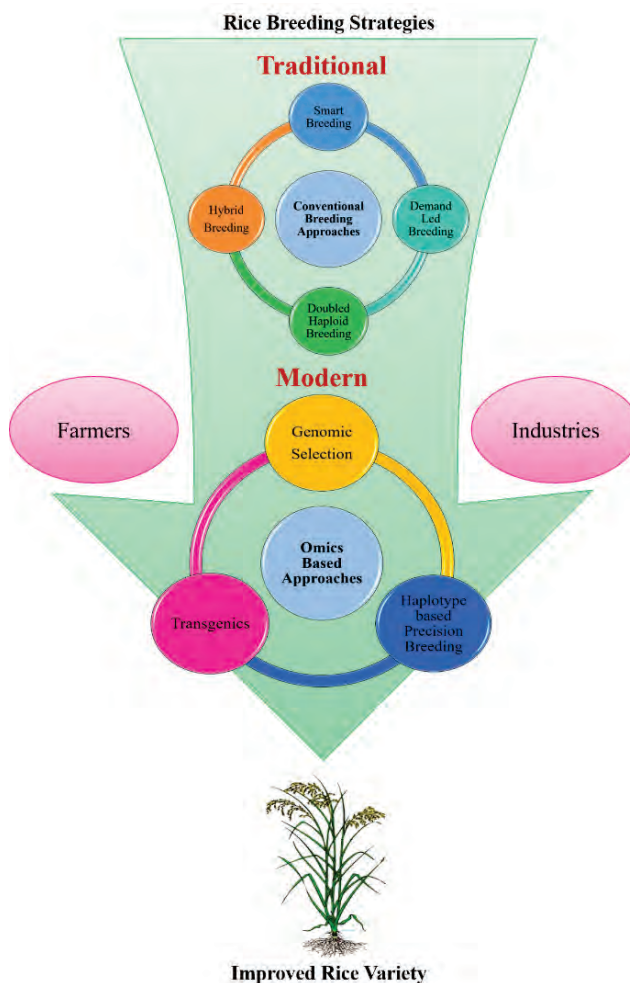 Rice Breeding Strategies
Traditional
Smart
Breeding
Hybrid
Breeding
Conventional
Breeding
Approaches
Demand
Led
Breeding
Doubled
Haploid
Breeding
Modern
Farmers
Industries
Genomic
Selection
Omics
Based
Approaches
Transgenics
Haplotype
based
Precision
Breeding
Improved Rice Variety